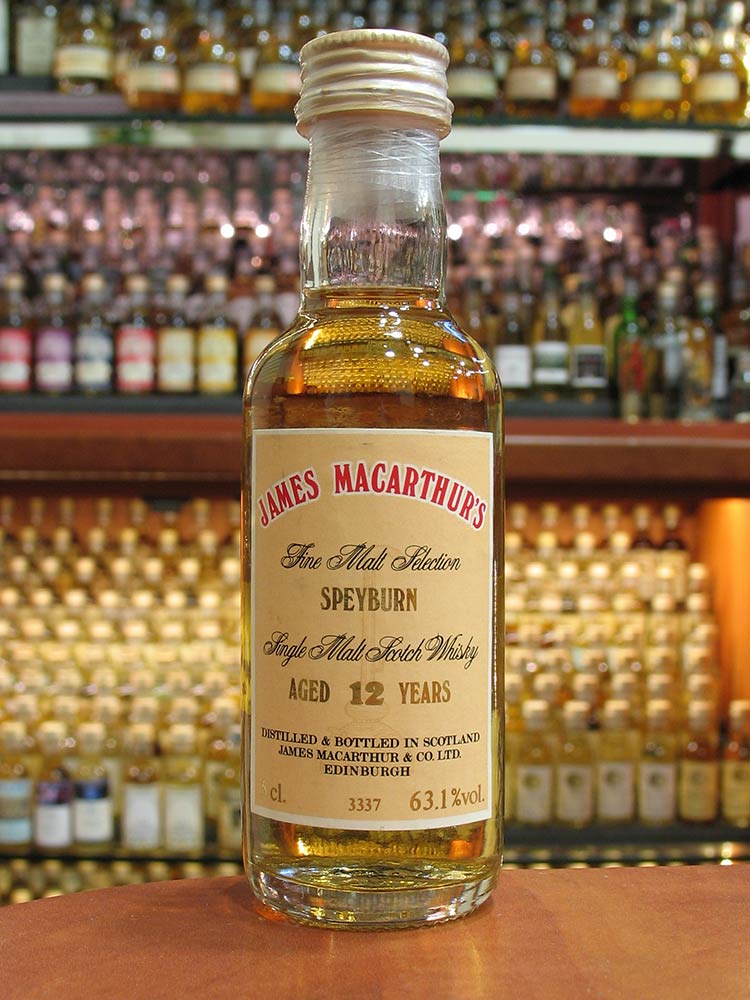 JAMES MACARTHUR'S
Fine Malt Selection
SPEYBURN
Single Malt Scotch Whisky
AGED 12 YEARS
DISTILLED & BOTTLED IN SCOTLAND
JAMES MACARTHUR & CO. LTD.
EDINBURGH
cl. 3337 63.1%vol.